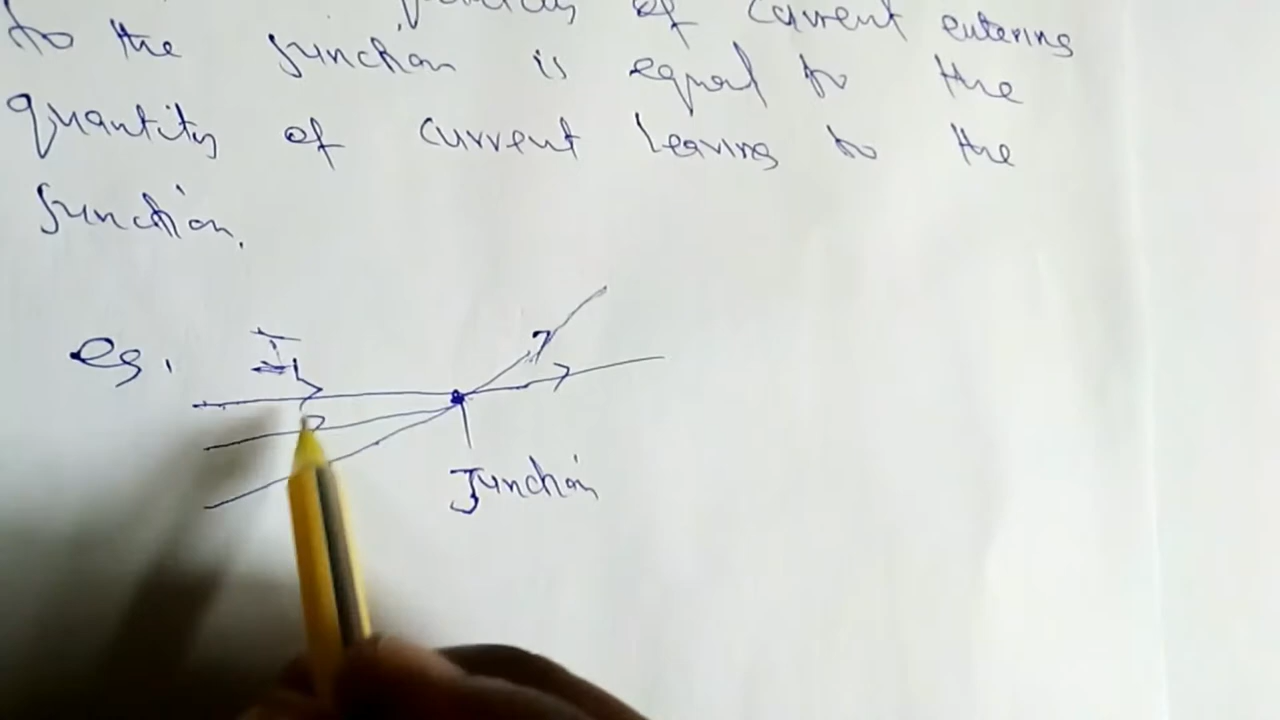 of current entering
to the junction is equal to the
quantity of current leaving to the
junction.
eg. I1
Junction